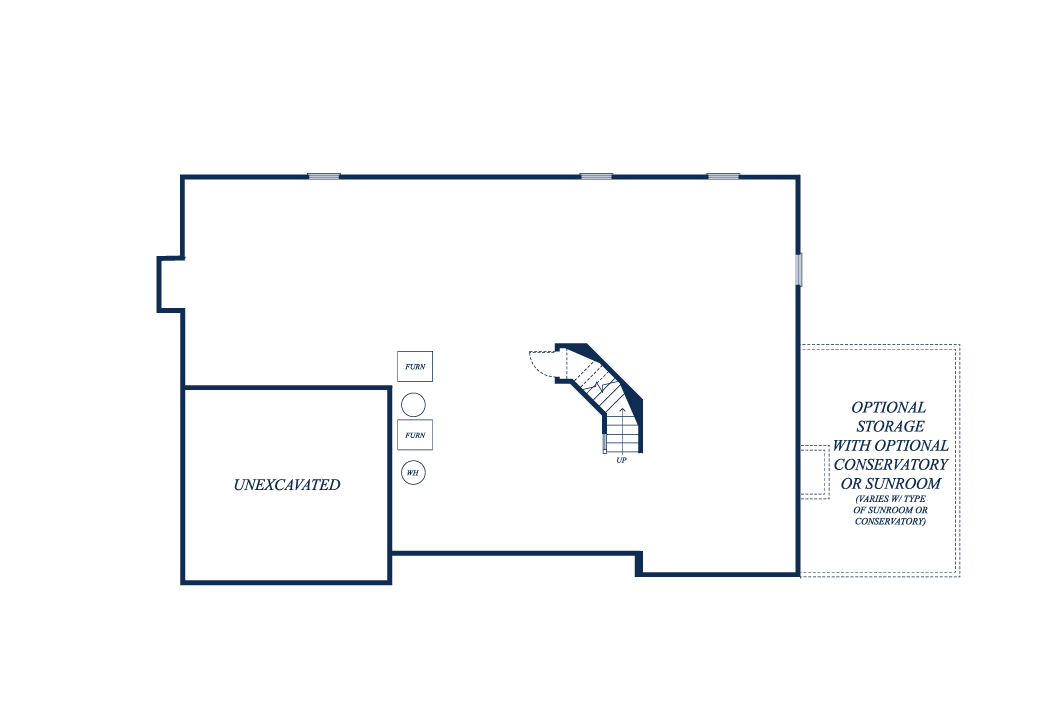 FURN
FURN
WH
UNEXCAVATED
UP
OPTIONAL
STORAGE
WITH OPTIONAL
CONSERVATORY
OR SUNROOM
(VARIES W/ TYPE
OF SUNROOM OR
CONSERVATORY)